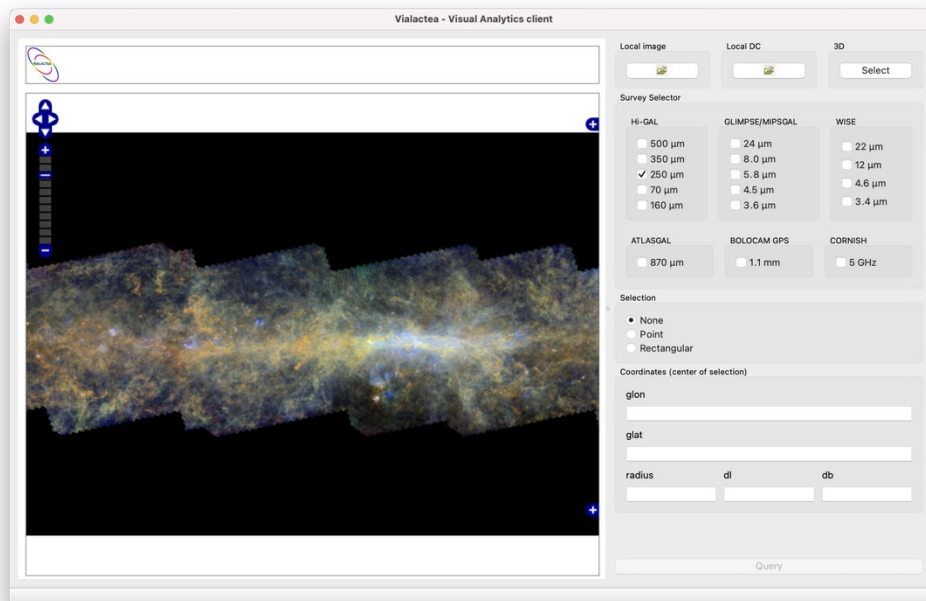 Vialactea - Visual Analytics client
VIALACTEA
Local image
Local DC
3D
Select
Survey Selector
Hi-GAL
GLIMPSE/MIPSGAL
WISE
500 µm
350 µm
250 µm
70 µm
160 µm
24 µm
8.0 µm
5.8 µm
4.5 µm
3.6 µm
22 µm
12 µm
4.6 µm
3.4 µm
ATLASGAL
BOLOCAM GPS
CORNISH
870 µm
1.1 mm
5 GHz
Selection
None
Point
Rectangular
Coordinates (center of selection)
glon
glat
radius
dl
db
Query